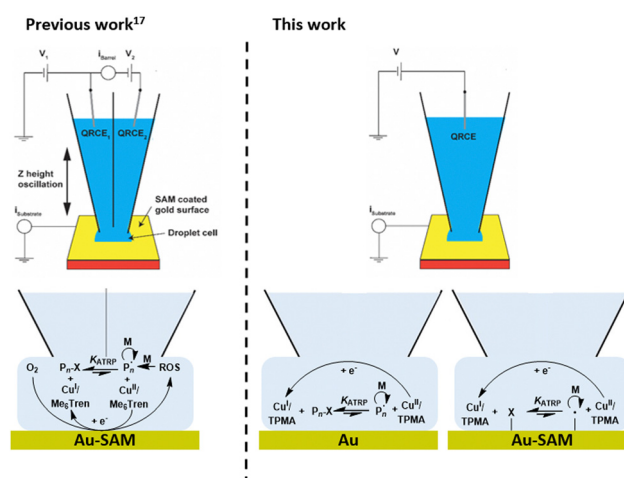 Previous work17
This work
V1
iBarrel
V2
V
QRCE1
QRCE2
QRCE
Z height
oscillation
SAM coated
gold surface
iSubstrate
Droplet cell
iSubstrate
M
O2
Pn-X
KATRP
Pn•
M
ROS
+
+
CuI/
CuII/
Me6Tren
Me6Tren
+ e-
Au-SAM
+ e-
M
CuI/
TPMA
+ Pn-X
KATRP
Pn•
+
CuII/
TPMA
Au
+ e-
M
CuI/
TPMA
+
X
KATRP
•
+
CuII/
TPMA
Au-SAM